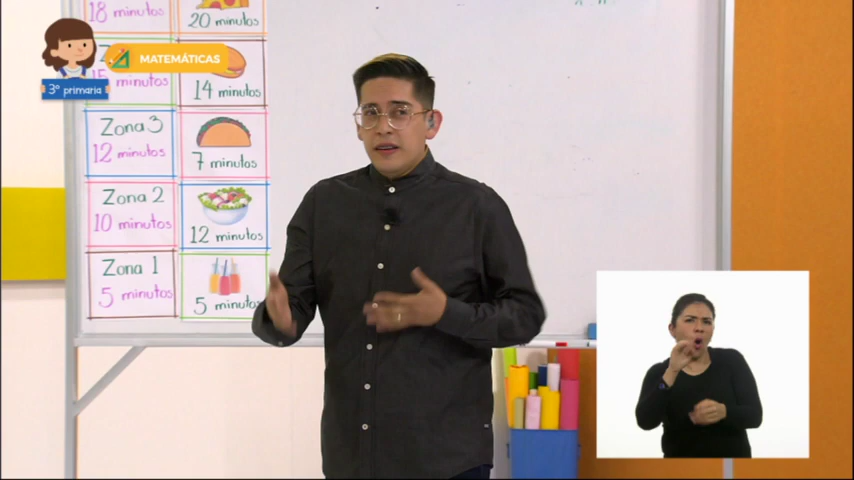 18 minutos
20 minutos
MATEMÁTICAS
3° primaria
15 minutos
14 minutos
Zona 3
12 minutos
7 minutos
Zona 2
10 minutos
12 minutos
Zona 1
5 minutos
5 minutos